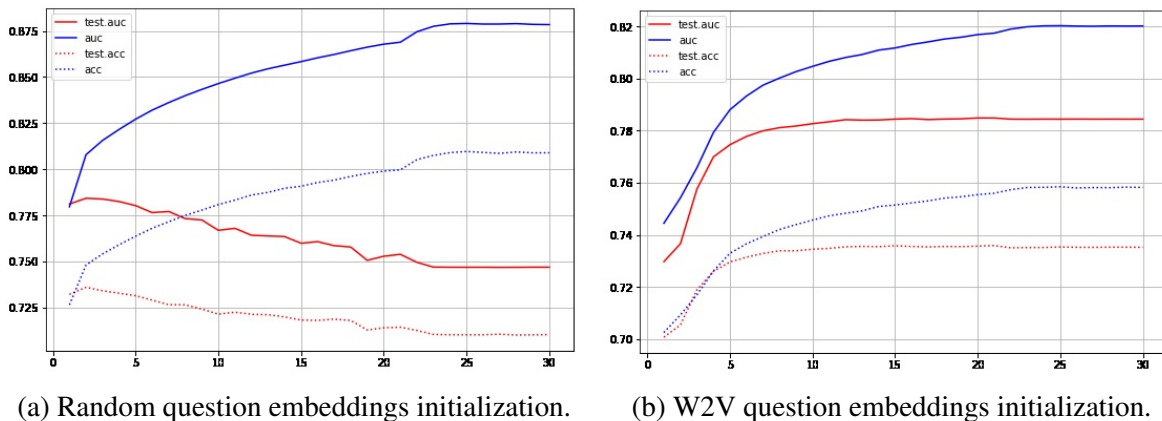 test.auc
auc
test.acc
acc
0.875
0.850
0.825
0.800
0.775
0.750
0.725
0 5 10 15 20 25 30
(a) Random question embeddings initialization.
test.auc
auc
test.acc
acc
0.82
0.80
0.78
0.76
0.74
0.72
0.70
0 5 10 15 20 25 30
(b) W2V question embeddings initialization.